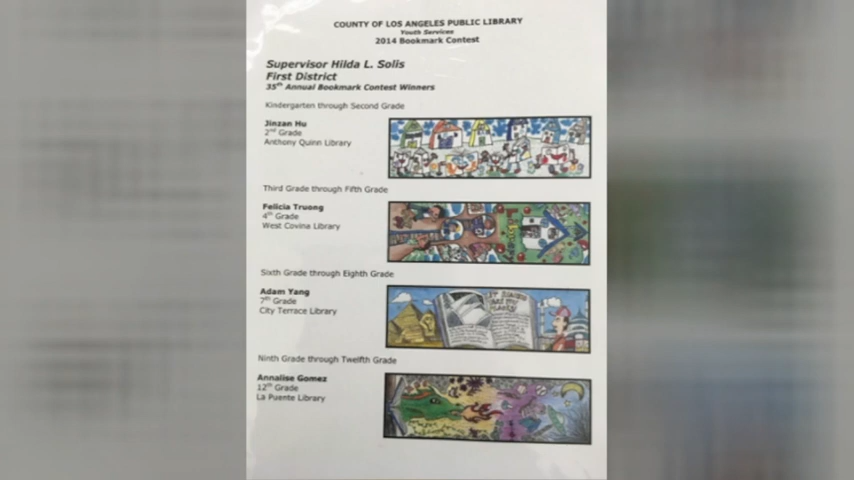 COUNTY OF LOS ANGELES PUBLIC LIBRARY
Youth Services
2014 Bookmark Contest
Supervisor Hilda L. Solis
First District
35th Annual Bookmark Contest Winners
Kindergarten through Second Grade
Jinzan Hu
2nd Grade
Anthony Quinn Library
Third Grade through Fifth Grade
Felicia Truong
4th Grade
West Covina Library
Sixth Grade through Eighth Grade
Adam Yang
7th Grade
City Terrace Library
Ninth Grade through Twelfth Grade
Annalise Gomez
12th Grade
La Puente Library